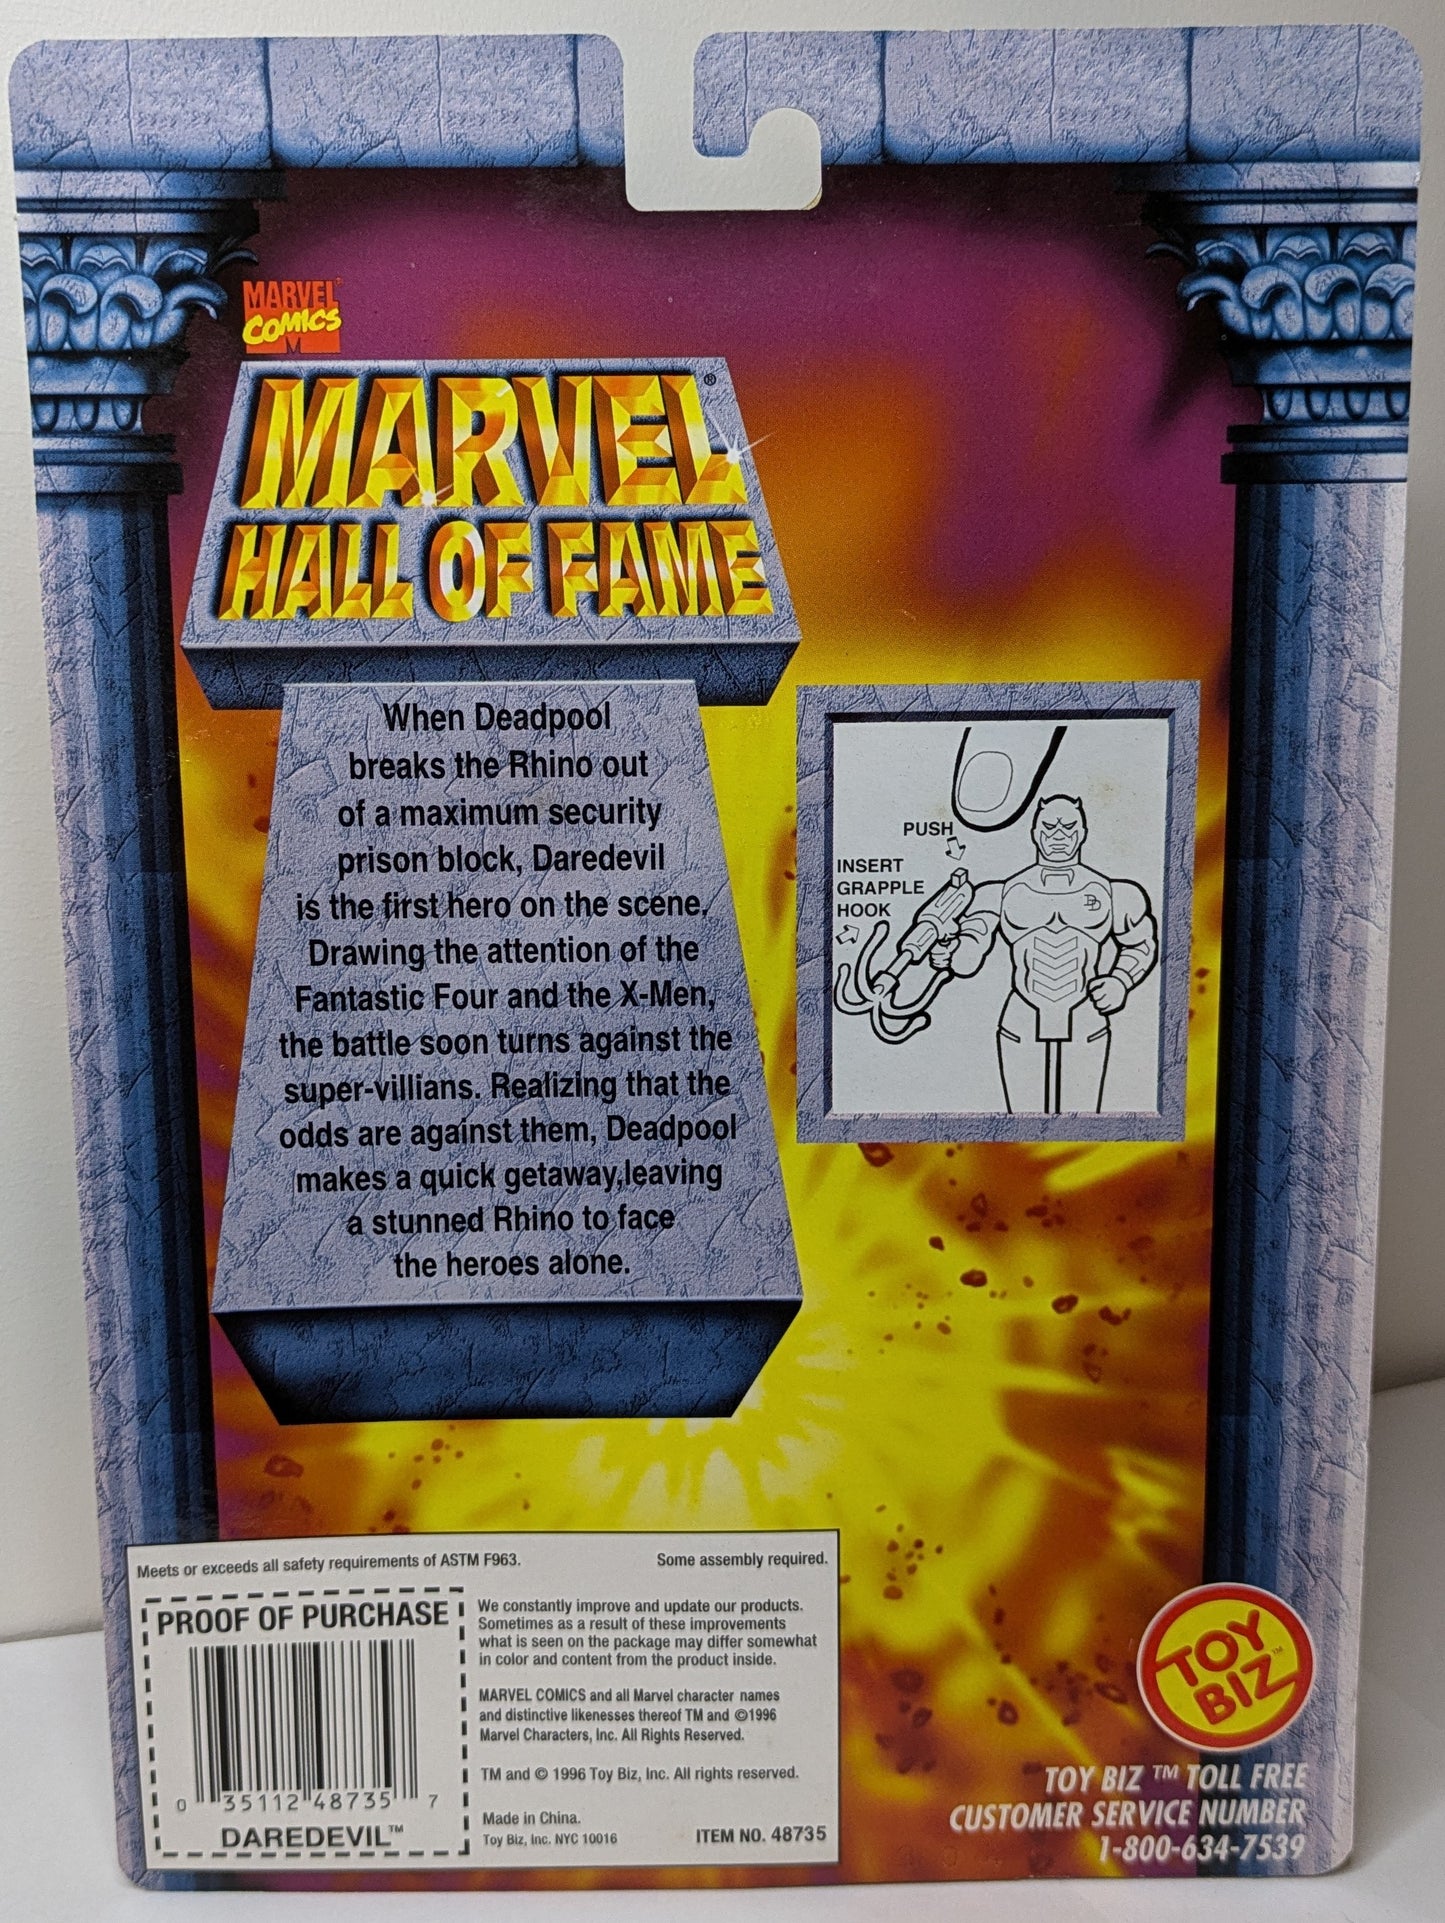 MARVEL
COMICS
MARVEL®
HALL OF FAME
When Deadpool
breaks the Rhino out
of a maximum security
prison block, Daredevil
is the first hero on the scene.
Drawing the attention of the
Fantastic Four and the X-Men,
the battle soon turns against the
super-villians. Realizing that the
odds are against them, Deadpool
makes a quick getaway,leaving
a stunned Rhino to face
the heroes alone.
PUSH
INSERT
GRAPPLE
HOOK
DD
Meets or exceeds all safety requirements of ASTM F963.
Some assembly required.
PROOF OF PURCHASE
0 35112 48735 7
DAREDEVIL™
We constantly improve and update our products.
Sometimes as a result of these improvements
what is seen on the package may differ somewhat
in color and content from the product inside.
MARVEL COMICS and all Marvel character names
and distinctive likenesses thereof TM and ©1996
Marvel Characters, Inc. All Rights Reserved.
TM and © 1996 Toy Biz, Inc. All rights reserved.
Made in China.
Toy Biz, Inc. NYC 10016
ITEM NO. 48735
TOY
BIZ™
TOY BIZ ™ TOLL FREE
CUSTOMER SERVICE NUMBER
1-800-634-7539